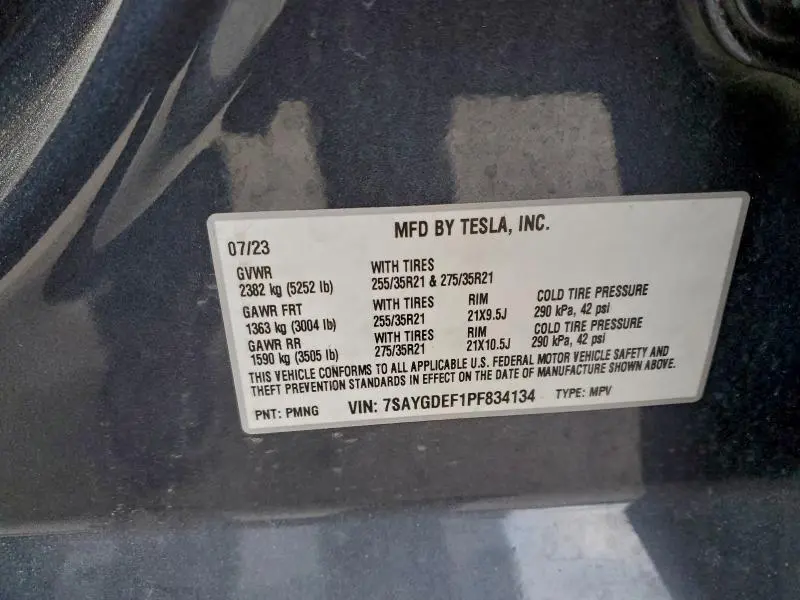 MFD BY TESLA, INC.
07/23
GVWR WITH TIRES
2382 kg (5252 lb) 255/35R21 & 275/35R21
GAWR FRT WITH TIRES RIM COLD TIRE PRESSURE
1363 kg (3004 lb) 255/35R21 21X9.5J 290 kPa, 42 psi
GAWR RR WITH TIRES RIM COLD TIRE PRESSURE
1590 kg (3505 lb) 275/35R21 21X10.5J 290 kPa, 42 psi
THIS VEHICLE CONFORMS TO ALL APPLICABLE U.S. FEDERAL MOTOR VEHICLE SAFETY AND
THEFT PREVENTION STANDARDS IN EFFECT ON THE DATE OF MANUFACTURE SHOWN ABOVE.
PNT: PMNG VIN: 7SAYGDEF1PF834134 TYPE: MPV